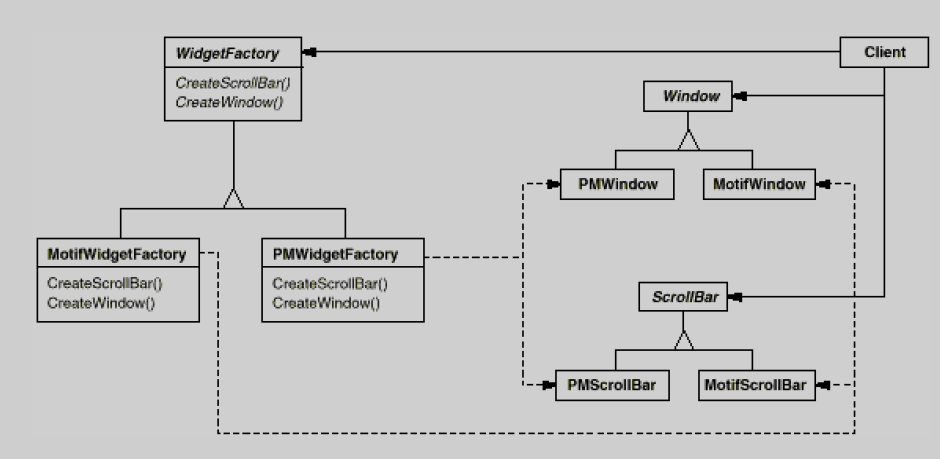 WidgetFactory
CreateScrollBar()
CreateWindow()
Client
Window
PMWindow
MotifWindow
MotifWidgetFactory
CreateScrollBar()
CreateWindow()
PMWidgetFactory
CreateScrollBar()
CreateWindow()
ScrollBar
PMScrollBar
MotifScrollBar